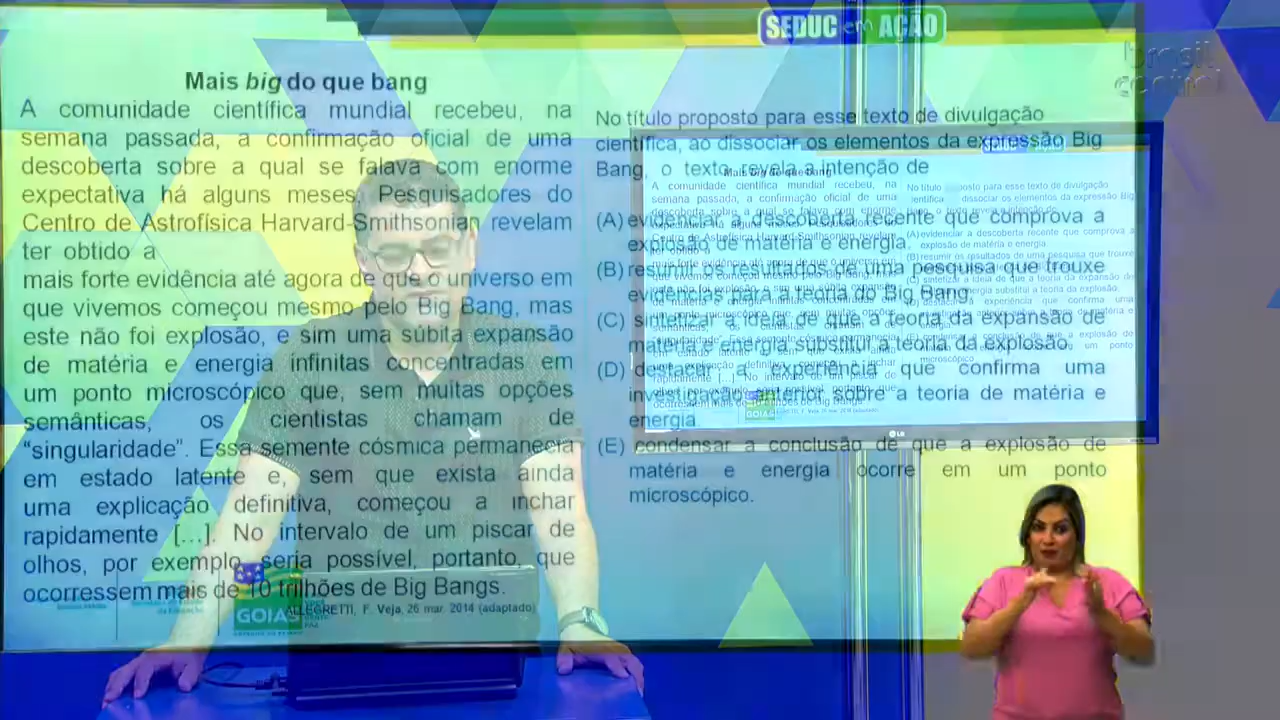 SEDUC em AÇÃO
brasil
central
Mais big do que bang
A comunidade científica mundial recebeu, na
semana passada, a confirmação oficial de uma
descoberta sobre a qual se falava com enorme
expectativa há alguns meses. Pesquisadores do
Centro de Astrofísica Harvard-Smithsonian revelam
ter obtido a
mais forte evidência até agora de que o universo em
que vivemos começou mesmo pelo Big Bang, mas
este não foi explosão, e sim uma súbita expansão
de matéria e energia infinitas concentradas em
um ponto microscópico que, sem muitas opções
semânticas, os cientistas chamam de
“singularidade”. Essa semente cósmica permanecia
em estado latente e, sem que exista ainda
uma explicação definitiva, começou a inchar
rapidamente […]. No intervalo de um piscar de
olhos, por exemplo, seria possível, portanto, que
ocorressem mais de 10 trilhões de Big Bangs.
ALLEGRETTI, F. Veja, 26 mar. 2014 (adaptado)
No título proposto para esse texto de divulgação
científica, ao dissociar os elementos da expressão Big
Bang, o texto revela a intenção de
(A) evidenciar a descoberta recente que comprova a
explosão de matéria e energia.
(B) resumir os resultados de uma pesquisa que trouxe
evidências para a teoria do Big Bang.
(C) sintetizar a ideia de que a teoria da expansão de
matéria e energia substitui a teoria da explosão.
(D) destacar a experiência que confirma uma
investigação anterior sobre a teoria de matéria e
energia.
(E) condensar a conclusão de que a explosão de
matéria e energia ocorre em um ponto
microscópico.
GOIÁS
LG